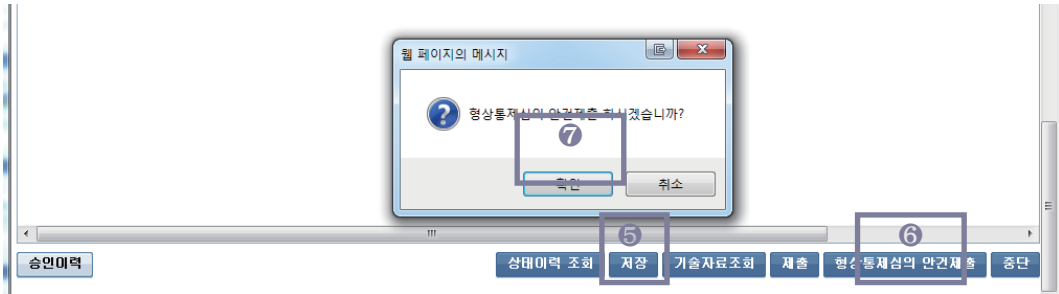 웹 페이지의 메시지
형상통제심의 안건제출 하시겠습니까?
❼
확인 취소
❺ ❻
승인이력 상태이력 조회 저장 기술자료조회 제출 형상통제심의 안건제출 중단